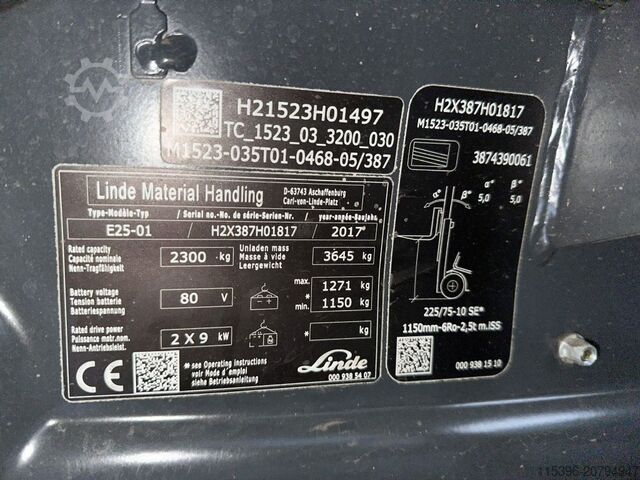 H21523H01497
TC_1523_03_3200_030
M1523-035T01-0468-05/387
Linde Material Handling
D-63743 Aschaffenburg
Carl-von-Linde-Platz
Type-Modèle-Typ / Serial no.-No. de série-Serien-Nr. / year-année-Baujahr
E25-01 / H2X387H01817 / 2017*
Rated capacity
Capacité nominale
Nenn-Tragfähigkeit
2300 kg
Unladen mass
Masse à vide
Leergewicht
3645 kg
Battery voltage
Tension batterie
Batteriespannung
80 V
max. 1271 kg
* min. 1150 kg
Rated drive power
Puissance motr.nom.
Nenn-Antriebsleist.
2 X 9 kW
* kg
CE
* see Operating instructions
voir Mode d'emploi
siehe Betriebsanleitung
Linde
000 938 54 07
H2X387H01817
M1523-035T01-0468-05/387
3874390061
α° β° α° β°
5,0 5,0
225/75-10 SE*
1150mm-6Ro-2,5t m.ISS
000 938 15 10
115396-20794947